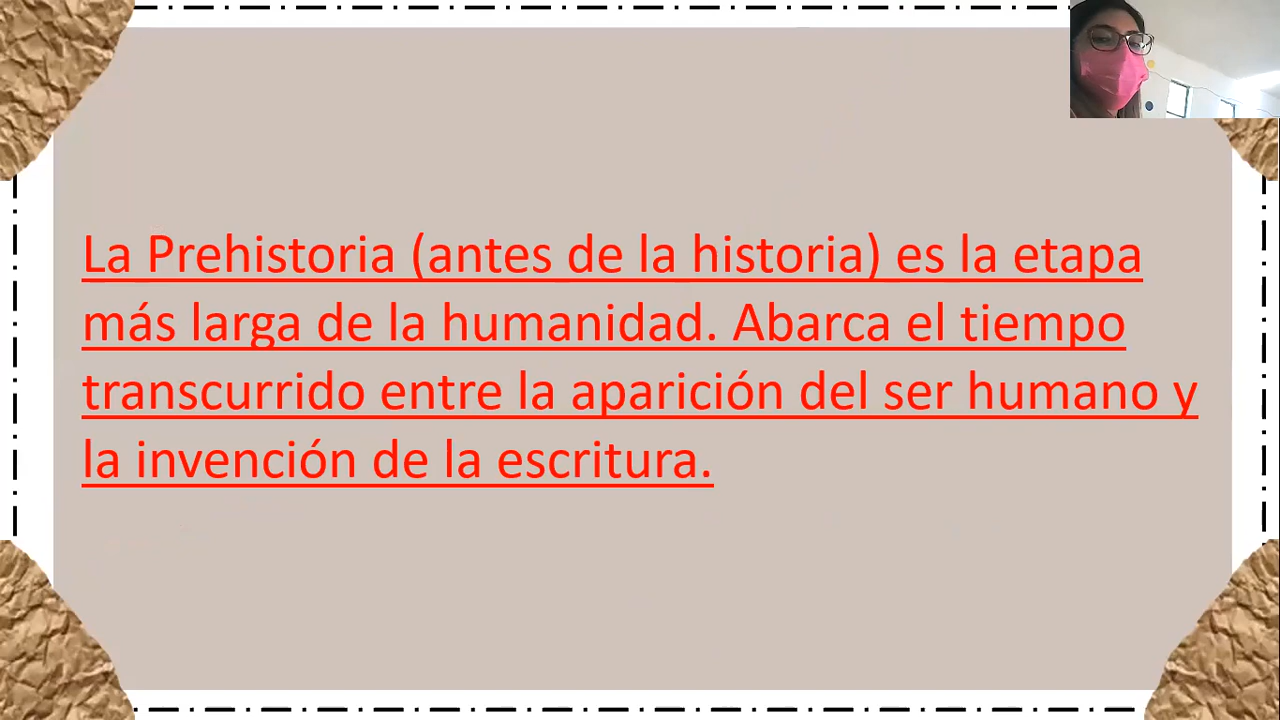 La Prehistoria (antes de la historia) es la etapa
más larga de la humanidad. Abarca el tiempo
transcurrido entre la aparición del ser humano y
la invención de la escritura.